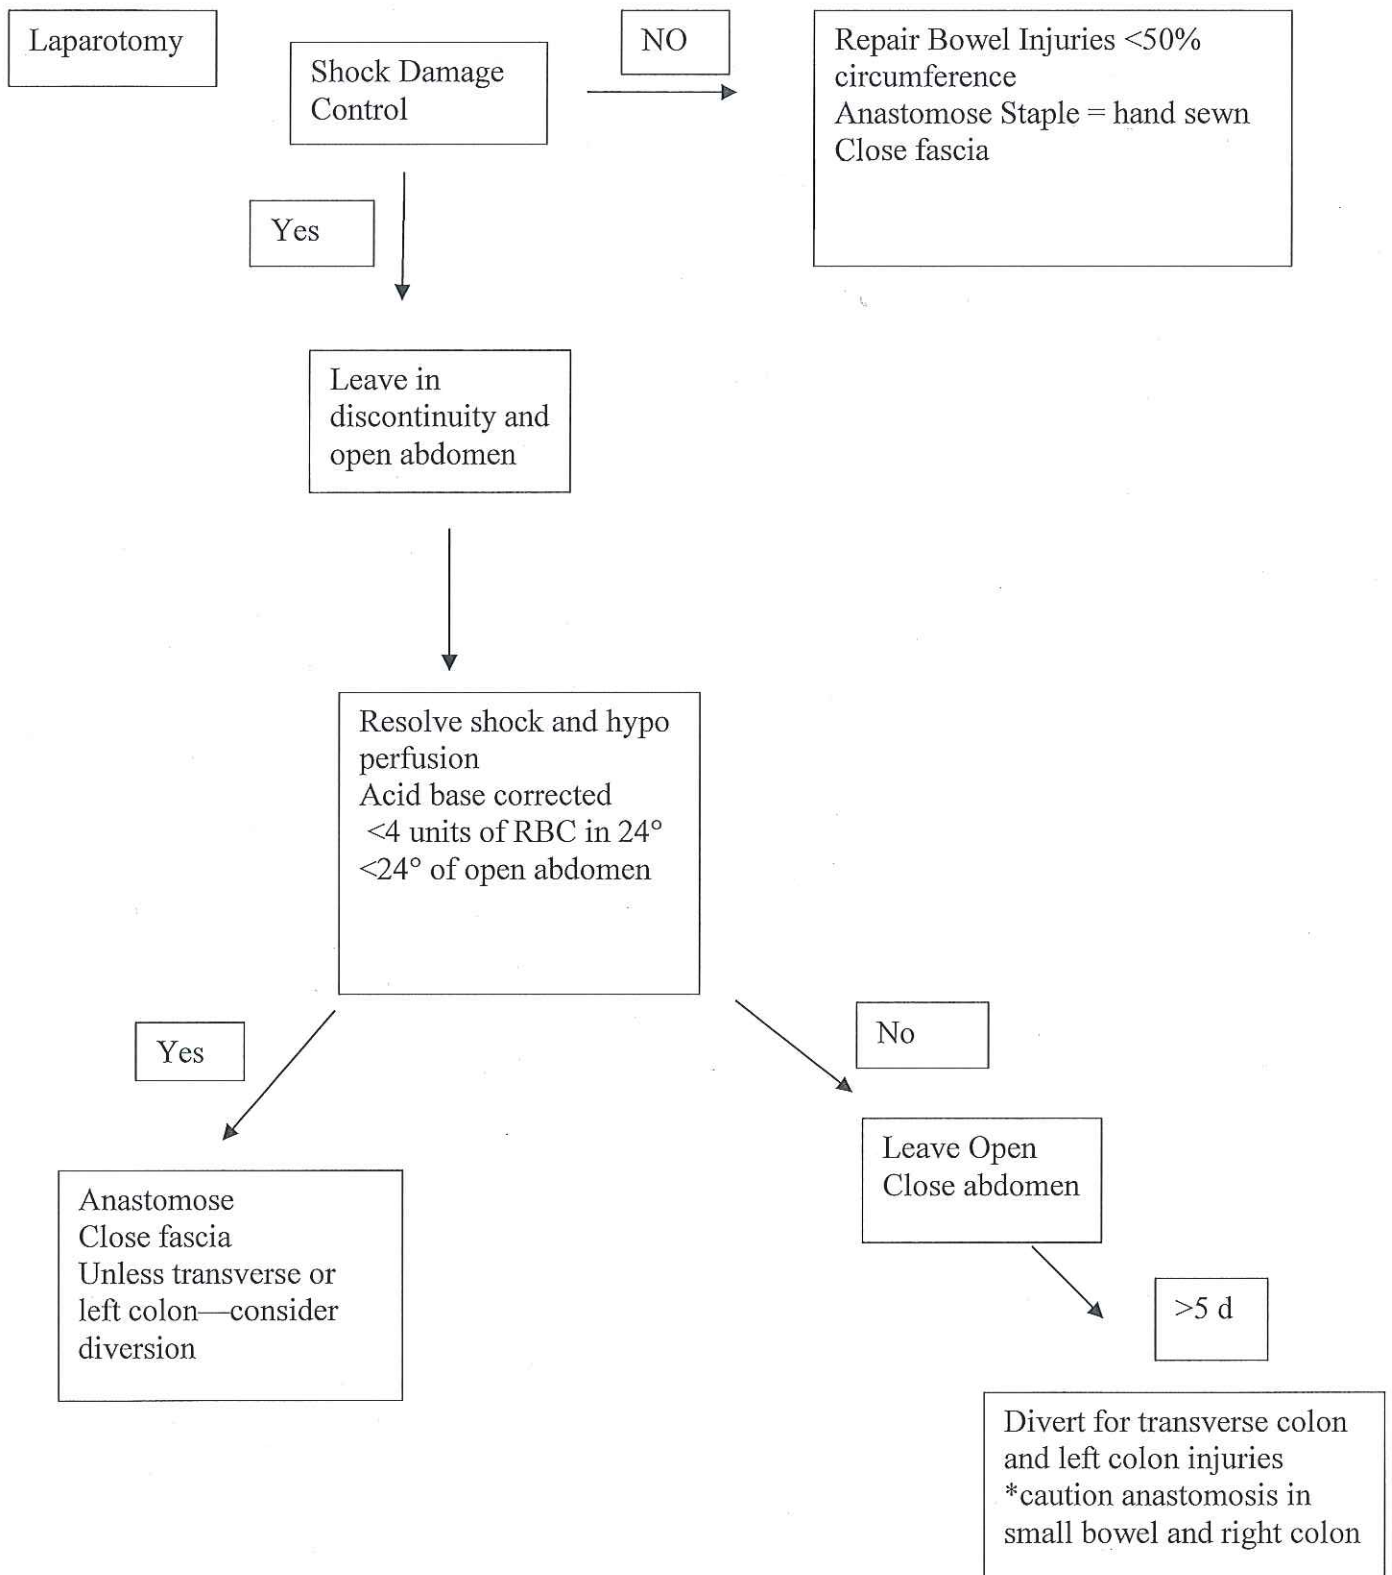 Laparotomy
Shock Damage
Control
NO
Repair Bowel Injuries <50%
circumference
Anastomose Staple = hand sewn
Close fascia
Yes
Leave in
discontinuity and
open abdomen
Resolve shock and hypo
perfusion
Acid base corrected
<4 units of RBC in 24°
<24° of open abdomen
Yes
No
Anastomose
Close fascia
Unless transverse or
left colon—consider
diversion
Leave Open
Close abdomen
>5 d
Divert for transverse colon
and left colon injuries
*caution anastomosis in
small bowel and right colon